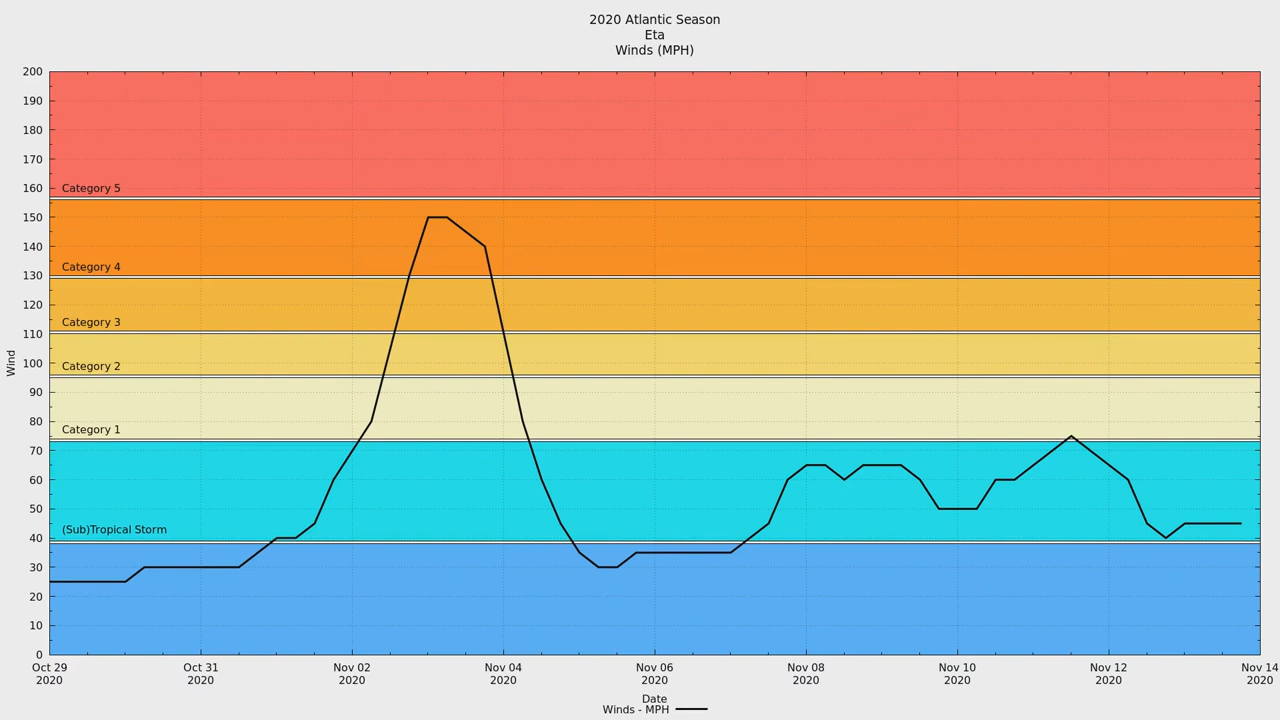 2020 Atlantic Season
Eta
Winds (MPH)
200
190
180
170
160
150
140
130
120
110
100
90
80
70
60
50
40
30
20
10
0
Wind
Category 5
Category 4
Category 3
Category 2
Category 1
(Sub)Tropical Storm
Oct 29 Oct 31 Nov 02 Nov 04 Nov 06 Nov 08 Nov 10 Nov 12 Nov 14
2020 2020 2020 2020 2020 2020 2020 2020 2020
Date
Winds - MPH